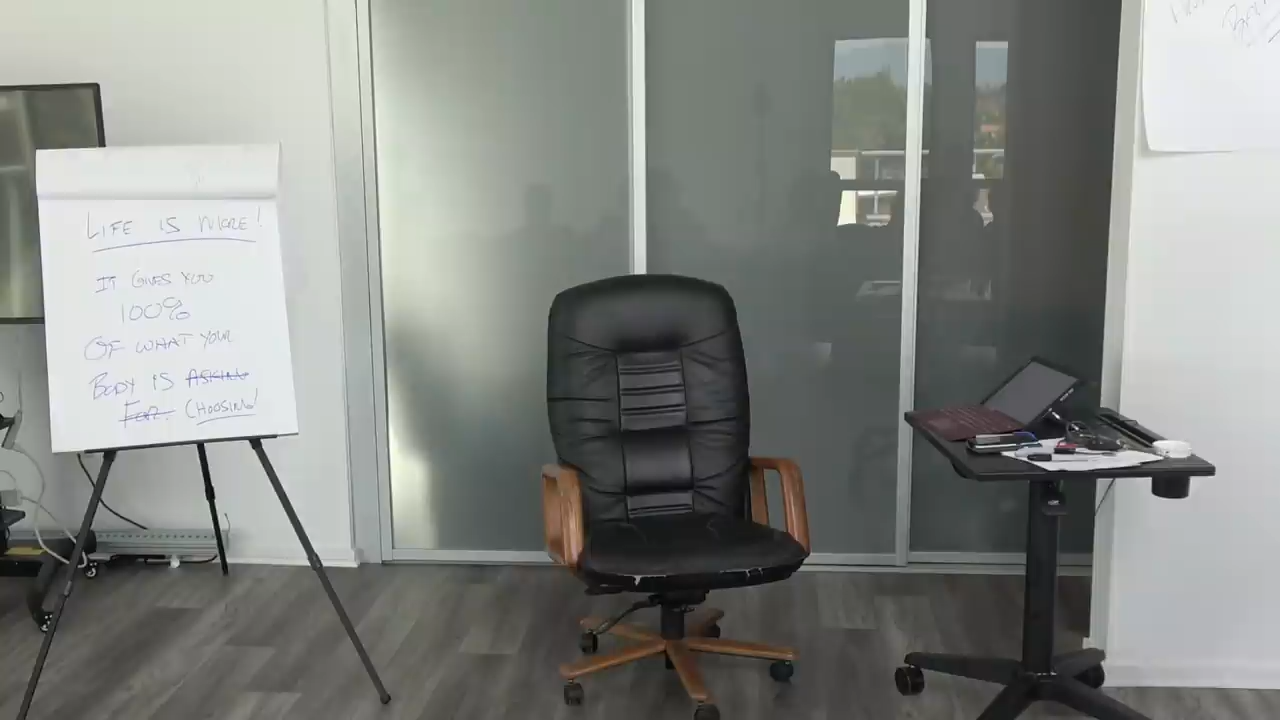 LIFE IS MORE!
IT GIVES YOU
100%
OF WHAT YOUR
BODY IS ASKING
FOR. CHOOSING!